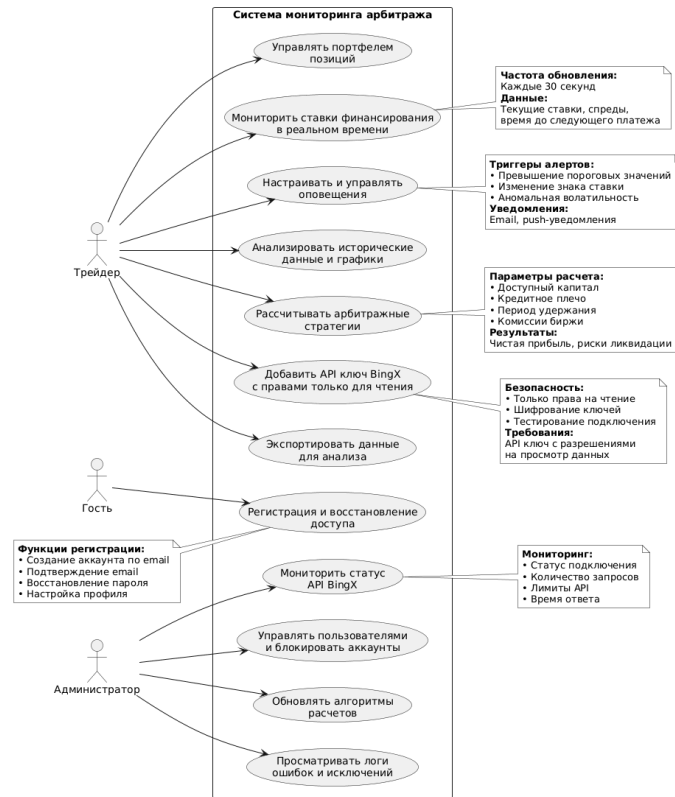 Система мониторинга арбитража
Управлять портфелем
позиций
Частота обновления:
Каждые 30 секунд
Данные:
Текущие ставки, спреды,
время до следующего платежа
Мониторить ставки финансирования
в реальном времени
Триггеры алертов:
• Превышение пороговых значений
• Изменение знака ставки
• Аномальная волатильность
Уведомления:
Email, push-уведомления
Настраивать и управлять
оповещения
Анализировать исторические
данные и графики
Трейдер
Параметры расчета:
• Доступный капитал
• Кредитное плечо
• Период удержания
• Комиссии биржи
Результаты:
Чистая прибыль, риски ликвидации
Рассчитывать арбитражные
стратегии
Добавить API ключ BingX
с правами только для чтения
Безопасность:
• Только права на чтение
• Шифрование ключей
• Тестирование подключения
Требования:
API ключ с разрешениями
на просмотр данных
Экспортировать данные
для анализа
Гость
Регистрация и восстановление
доступа
Функции регистрации:
• Создание аккаунта по email
• Подтверждение email
• Восстановление пароля
• Настройка профиля
Мониторить статус
API BingX
Мониторинг:
• Статус подключения
• Количество запросов
• Лимиты API
• Время ответа
Управлять пользователями
и блокировать аккаунты
Администратор
Обновлять алгоритмы
расчетов
Просматривать логи
ошибок и исключений